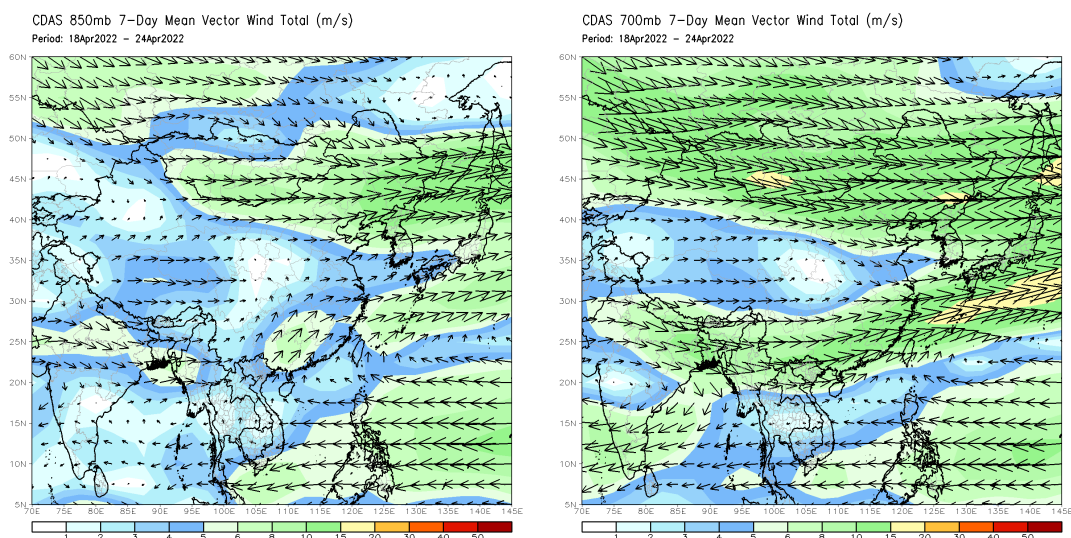 CDAS 850mb 7-Day Mean Vector Wind Total (m/s)
Period: 18Apr2022 - 24Apr2022
60N
55N
50N
45N
40N
35N
30N
25N
20N
15N
10N
5N
70E 75E 80E 85E 90E 95E 100E 105E 110E 115E 120E 125E 130E 135E 140E 145E
1 2 3 4 5 6 8 10 15 20 30 40 50
CDAS 700mb 7-Day Mean Vector Wind Total (m/s)
Period: 18Apr2022 - 24Apr2022
60N
55N
50N
45N
40N
35N
30N
25N
20N
15N
10N
5N
70E 75E 80E 85E 90E 95E 100E 105E 110E 115E 120E 125E 130E 135E 140E 145E
1 2 3 4 5 6 8 10 15 20 30 40 50